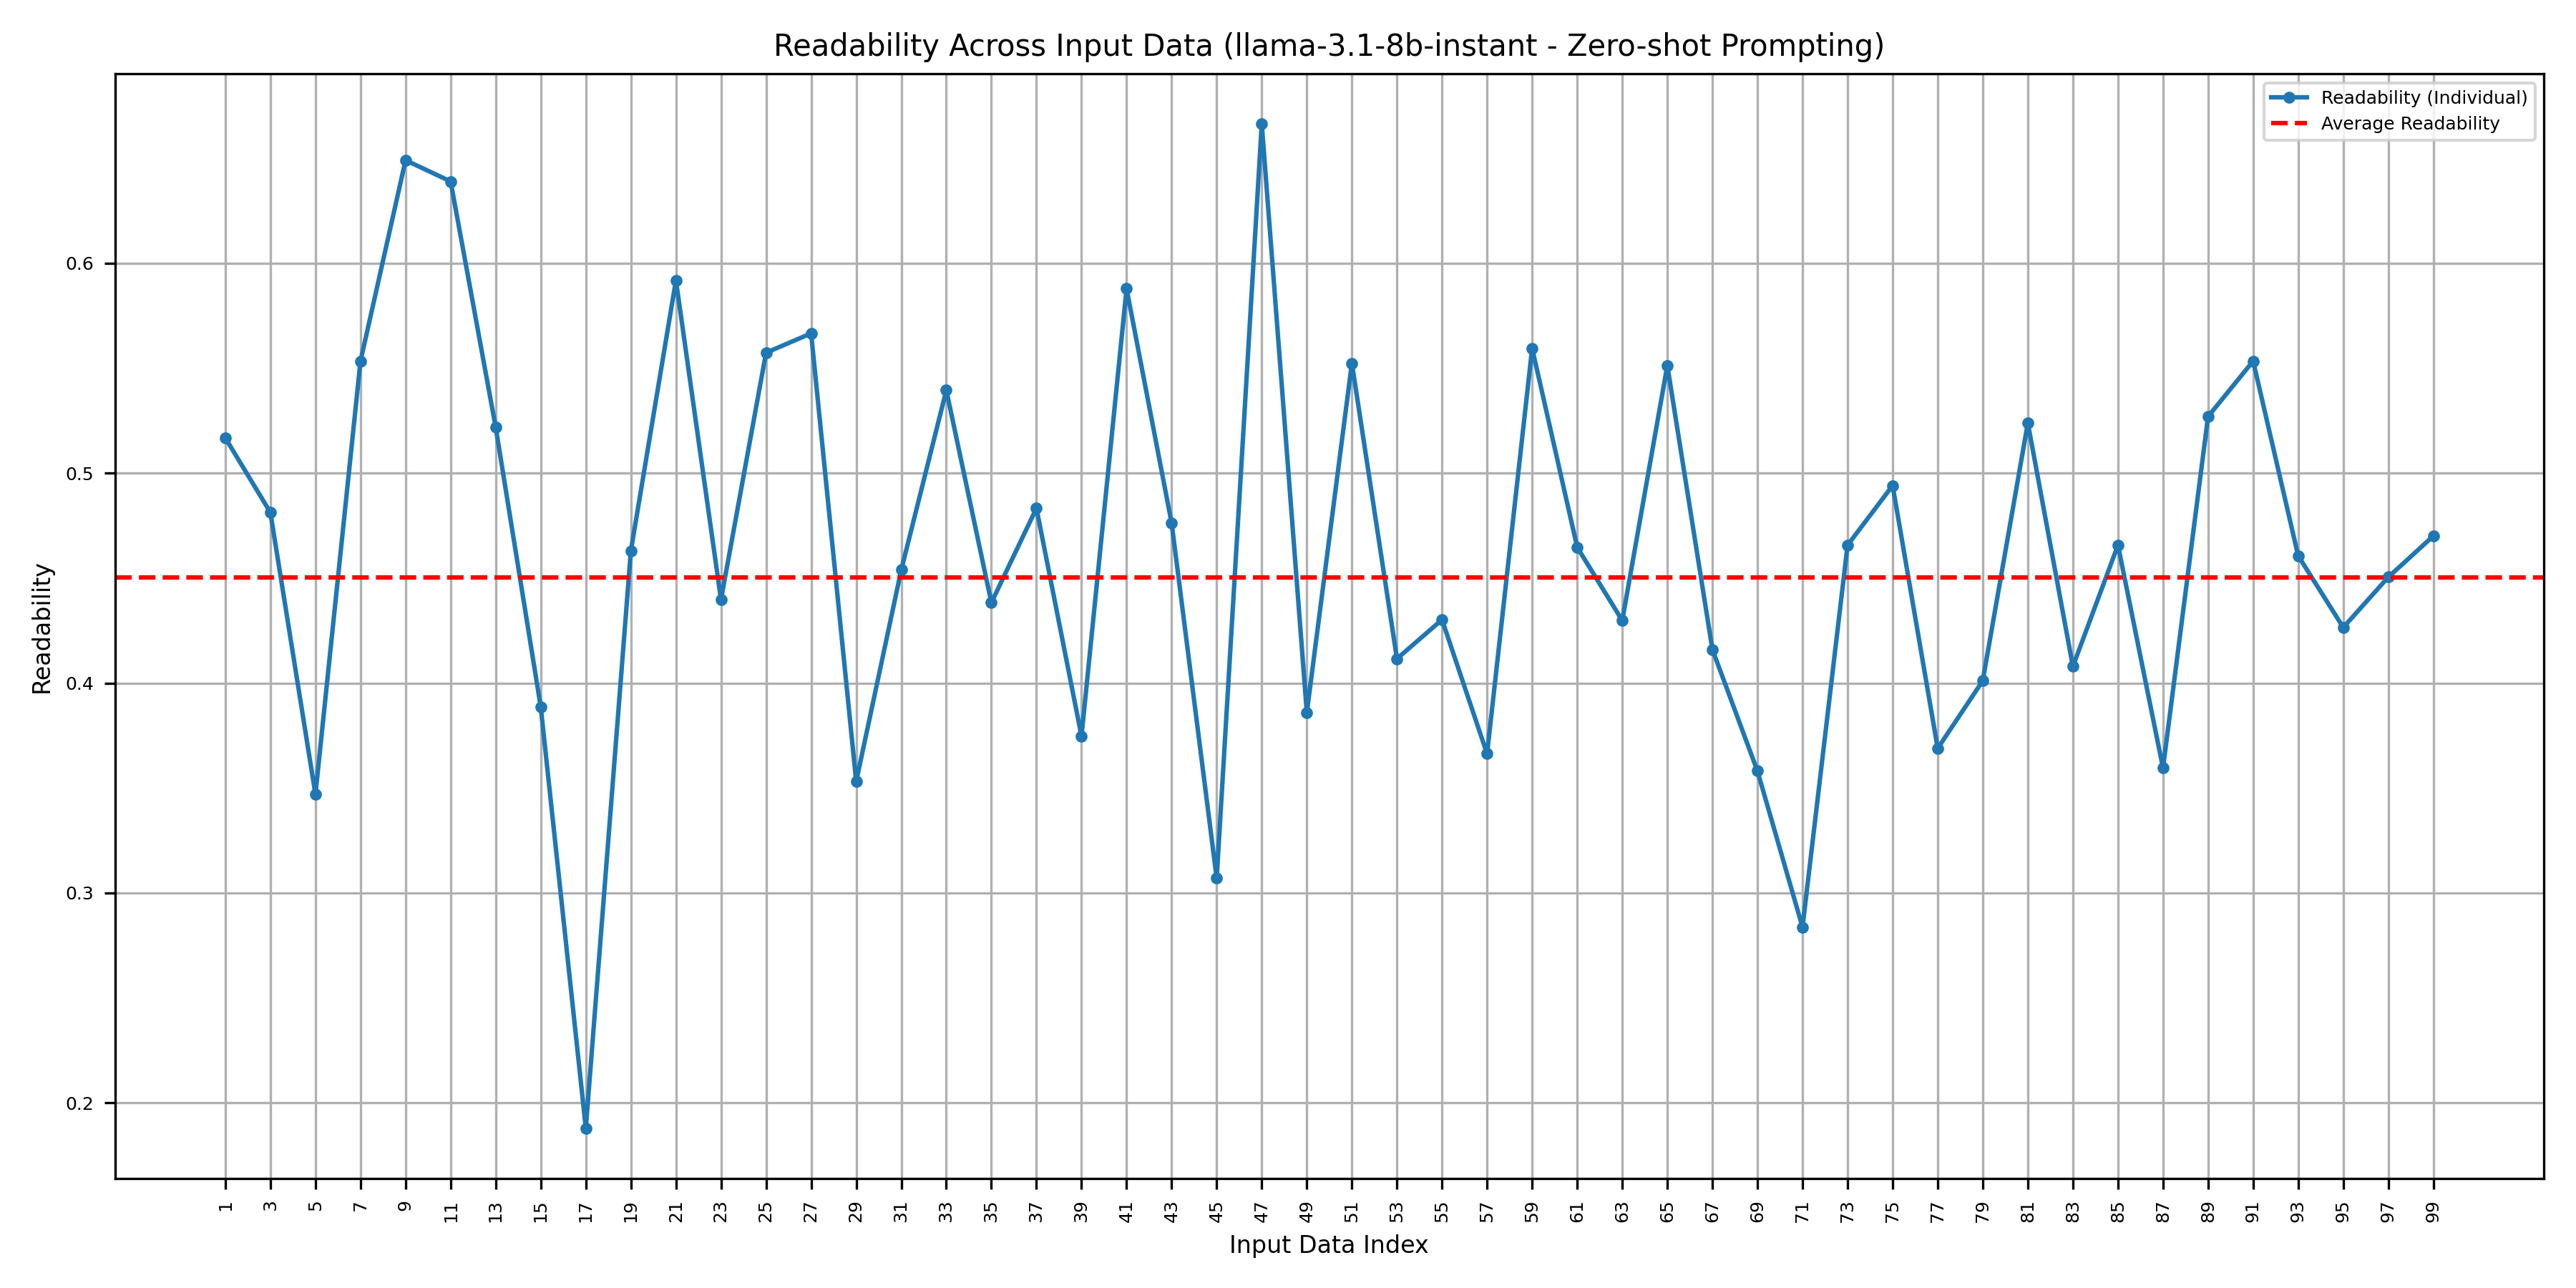 Readability Across Input Data (llama-3.1-8b-instant - Zero-shot Prompting)
Readability (Individual)
Average Readability
Readability
0.6
0.5
0.4
0.3
0.2
1 3 5 7 9 11 13 15 17 19 21 23 25 27 29 31 33 35 37 39 41 43 45 47 49 51 53 55 57 59 61 63 65 67 69 71 73 75 77 79 81 83 85 87 89 91 93 95 97 99
Input Data Index